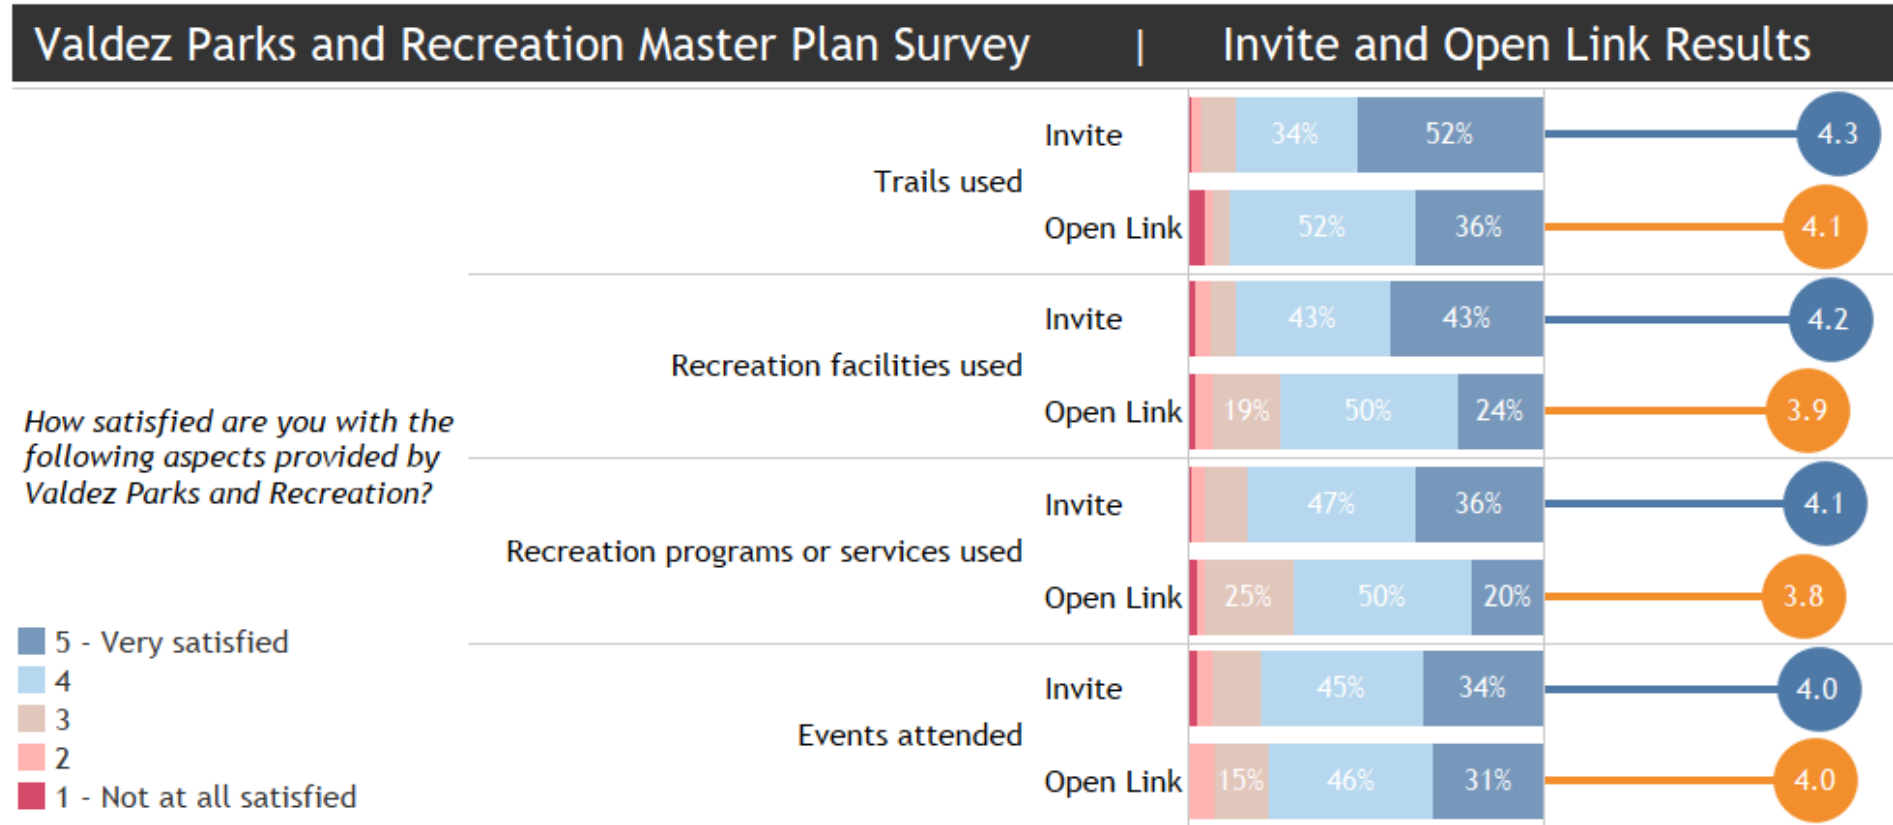 Valdez Parks and Recreation Master Plan Survey | Invite and Open Link Results
Invite 34% 52% 4.3
Trails used
Open Link 52% 36% 4.1
Invite 43% 43% 4.2
Recreation facilities used
Open Link 19% 50% 24% 3.9
How satisfied are you with the
following aspects provided by
Valdez Parks and Recreation?
Invite 47% 36% 4.1
Recreation programs or services used
Open Link 25% 50% 20% 3.8
Invite 45% 34% 4.0
Events attended
Open Link 15% 46% 31% 4.0
5 - Very satisfied
4
3
2
1 - Not at all satisfied